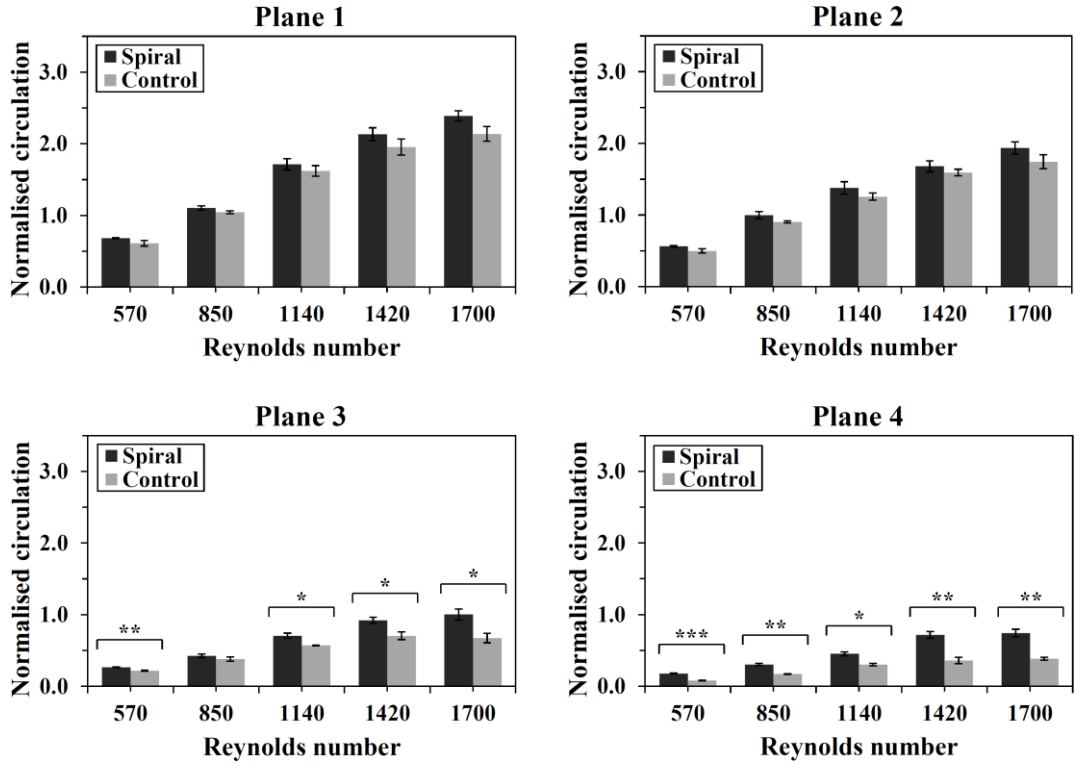 Plane 1
Normalised circulation
3.0
2.0
1.0
0.0
Spiral
Control
570 850 1140 1420 1700
Reynolds number
Plane 2
Normalised circulation
3.0
2.0
1.0
0.0
Spiral
Control
570 850 1140 1420 1700
Reynolds number
Plane 3
Normalised circulation
3.0
2.0
1.0
0.0
Spiral
Control
** * * *
570 850 1140 1420 1700
Reynolds number
Plane 4
Normalised circulation
3.0
2.0
1.0
0.0
Spiral
Control
*** ** * ** **
570 850 1140 1420 1700
Reynolds number